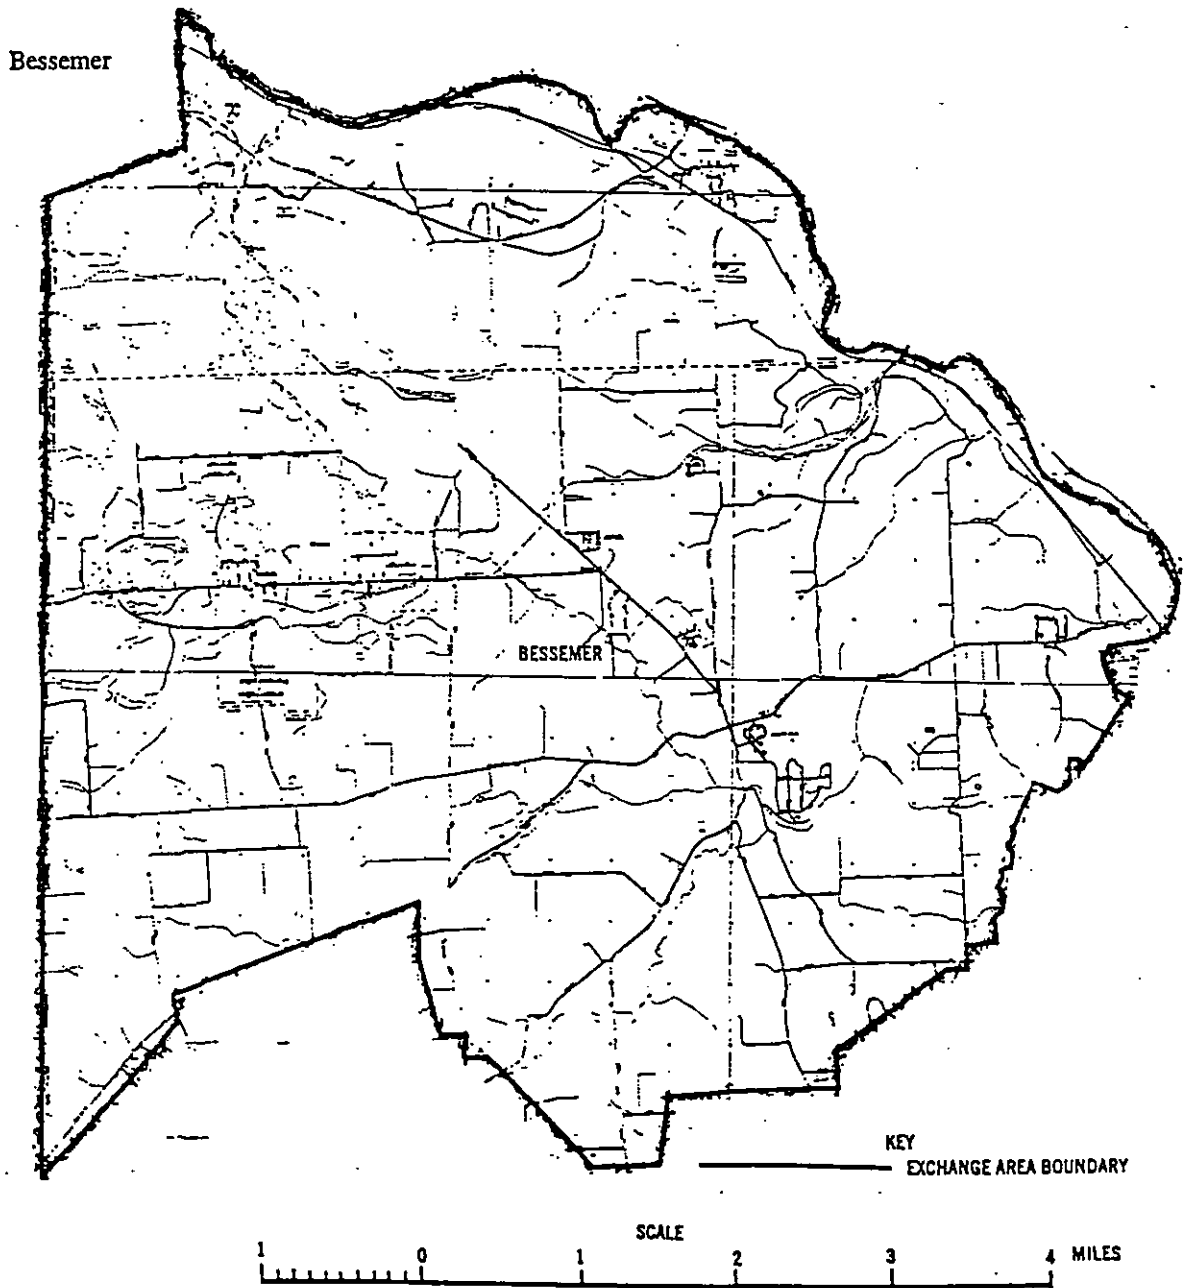 Bessemer
BESSEMER
KEY
EXCHANGE AREA BOUNDARY
SCALE
1 0 1 2 3 4 MILES